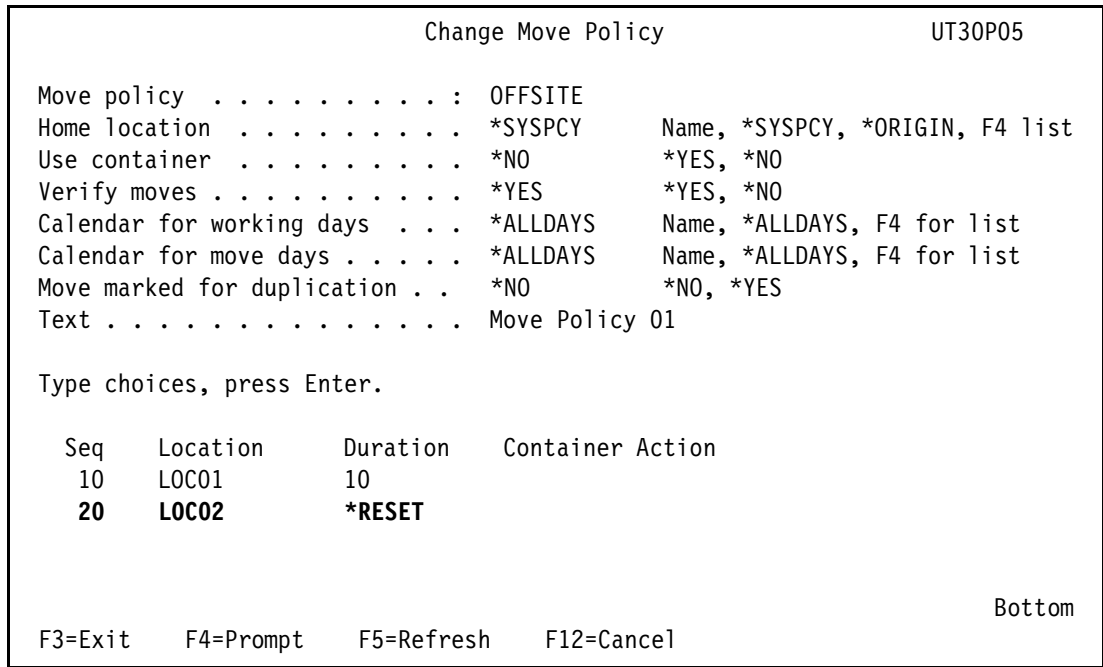 Change Move Policy UT30P05
Move policy . . . . . . . . . : OFFSITE
Home location . . . . . . . . . *SYSPCY Name, *SYSPCY, *ORIGIN, F4 list
Use container . . . . . . . . . *NO *YES, *NO
Verify moves . . . . . . . . . . *YES *YES, *NO
Calendar for working days . . . *ALLDAYS Name, *ALLDAYS, F4 for list
Calendar for move days . . . . . *ALLDAYS Name, *ALLDAYS, F4 for list
Move marked for duplication . . *NO *NO, *YES
Text . . . . . . . . . . . . . . Move Policy 01
Type choices, press Enter.
Seq Location Duration Container Action
10 LOC01 10
20 LOC02 *RESET
Bottom
F3=Exit F4=Prompt F5=Refresh F12=Cancel